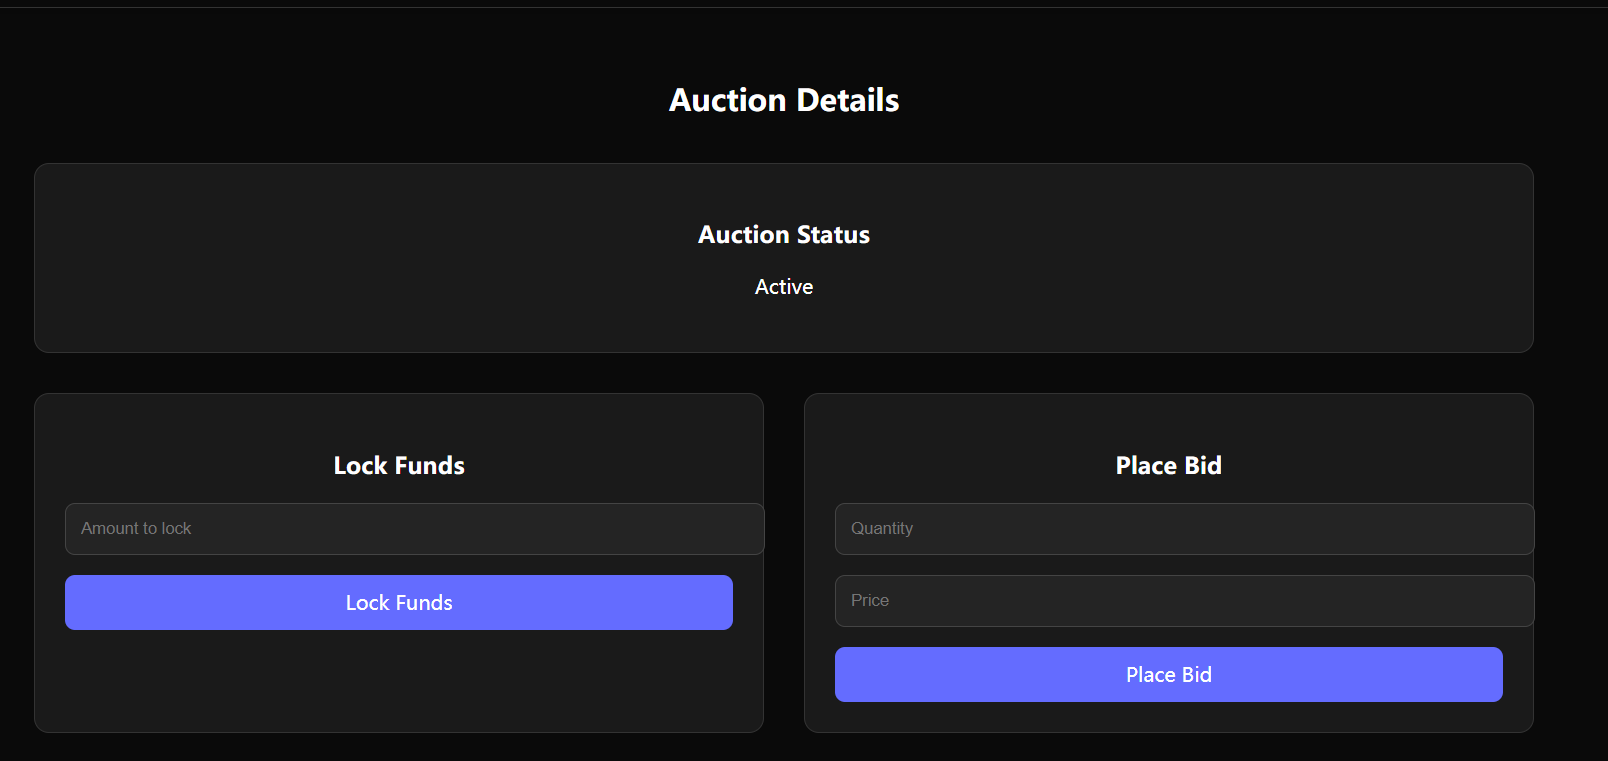 Auction Details
Auction Status
Active
Lock Funds
Amount to lock
Lock Funds
Place Bid
Quantity
Price
Place Bid